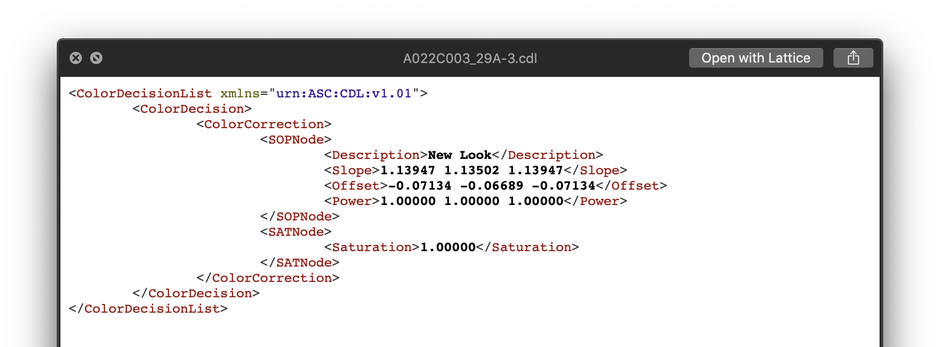 A022C003_29A-3.cdl
Open with Lattice
<ColorDecisionList xmlns="urn:ASC:CDL:v1.01">
<ColorDecision>
<ColorCorrection>
<SOPNode>
<Description>New Look</Description>
<Slope>1.13947 1.13502 1.13947</Slope>
<Offset>-0.07134 -0.06689 -0.07134</Offset>
<Power>1.00000 1.00000 1.00000</Power>
</SOPNode>
<SATNode>
<Saturation>1.00000</Saturation>
</SATNode>
</ColorCorrection>
</ColorDecision>
</ColorDecisionList>